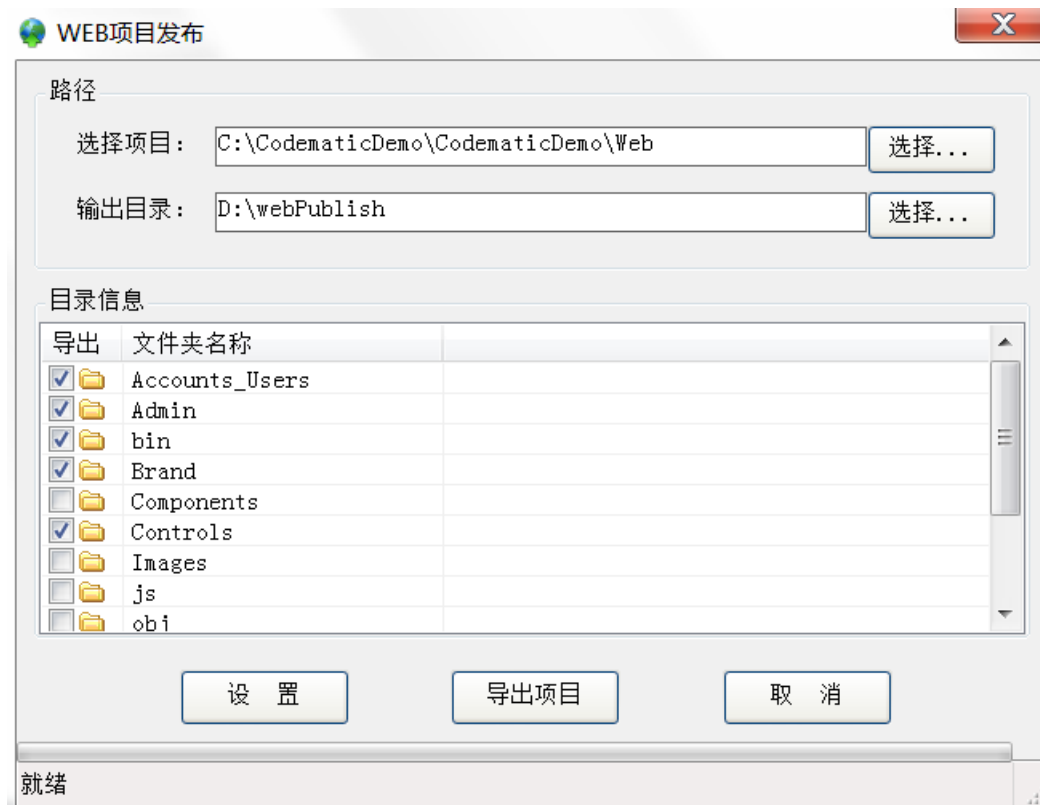 WEB项目发布
路径
选择项目: C:\CodematicDemo\CodematicDemo\Web 选择...
输出目录: D:\webPublish 选择...
目录信息
导出 文件夹名称
Accounts_Users
Admin
bin
Brand
Components
Controls
Images
js
obj
设 置 导出项目 取 消
就绪